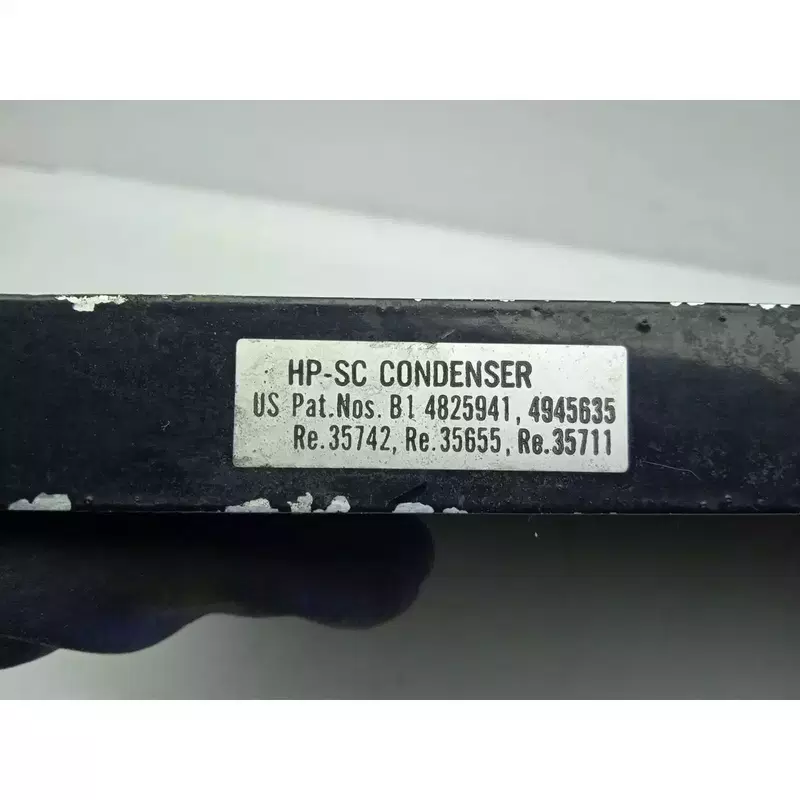 HP-SC CONDENSER
US Pat.Nos. B1 4825941, 4945635
Re.35742, Re.35655, Re.35711